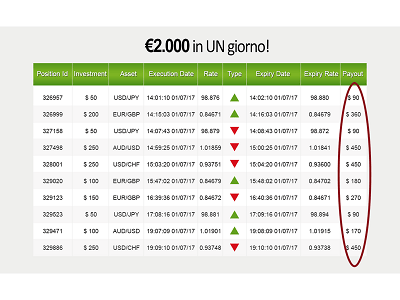 €2.000 in UN giorno!
Position Id Investment Asset Execution Date Rate Type Expiry Date Expiry Rate Payout
326957 $ 50 USD/JPY 14:01:10 01/07/17 98.876 14:02:10 01/07/17 98.880 $ 90
326999 $ 200 EUR/GBP 14:15:03 01/07/17 0.84671 14:16:03 01/07/17 0.84679 $ 360
327158 $ 50 USD/JPY 14:07:43 01/07/17 98.879 14:08:43 01/07/17 98.872 $ 90
327498 $ 250 AUD/USD 14:59:25 01/07/17 1.01859 15:00:25 01/07/17 1.01841 $ 450
328001 $ 250 USD/CHF 15:03:20 01/07/17 0.93751 15:04:20 01/07/17 0.93600 $ 450
329020 $ 100 EUR/GBP 15:47:02 01/07/17 0.84679 15:48:02 01/07/17 0.84702 $ 180
329123 $ 150 EUR/GBP 16:39:36 01/07/17 0.84672 16:40:36 01/07/17 0.84671 $ 270
329523 $ 50 USD/JPY 17:08:16 01/07/17 98.881 17:09:16 01/07/17 98.894 $ 90
329471 $ 100 AUD/USD 19:07:09 01/07/17 1.01901 19:08:09 01/07/17 1.01915 $ 170
329886 $ 250 USD/CHF 19:09:10 01/07/17 0.93748 19:10:10 01/07/17 0.93738 $ 450